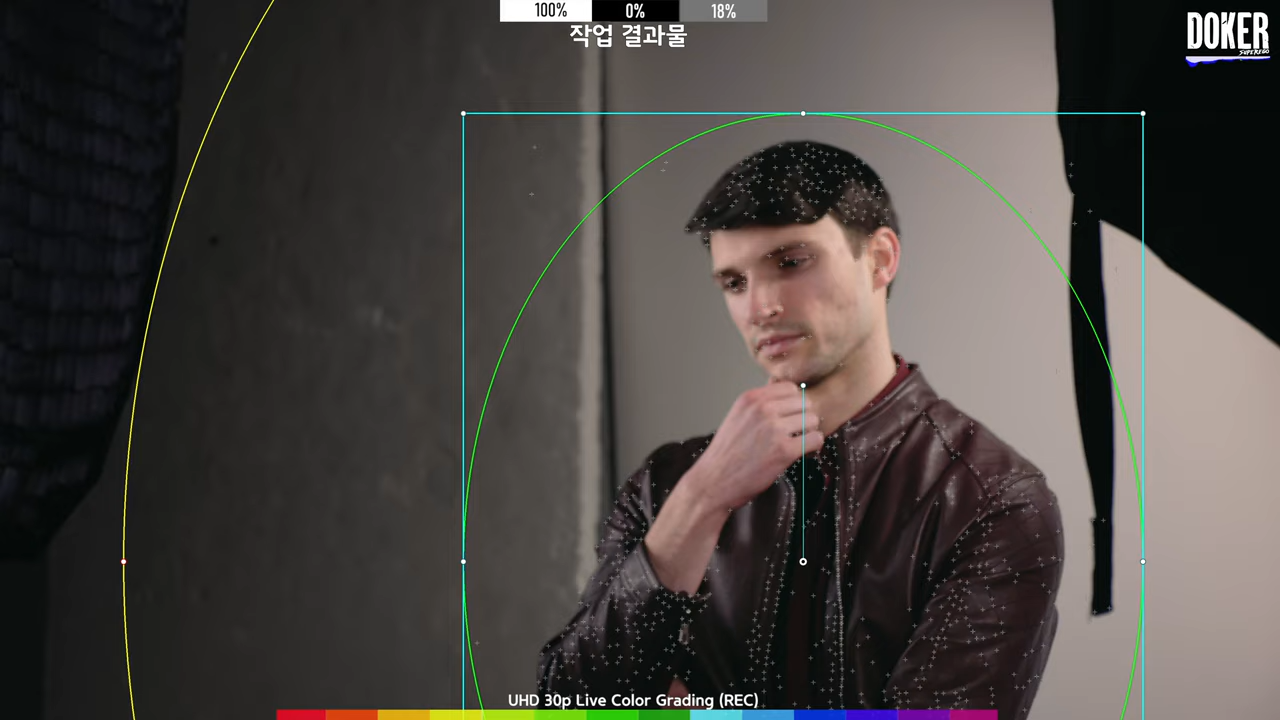 100% 0% 18%
작업 결과물
DOKER
SUPEREGO
UHD 30p Live Color Grading (REC)